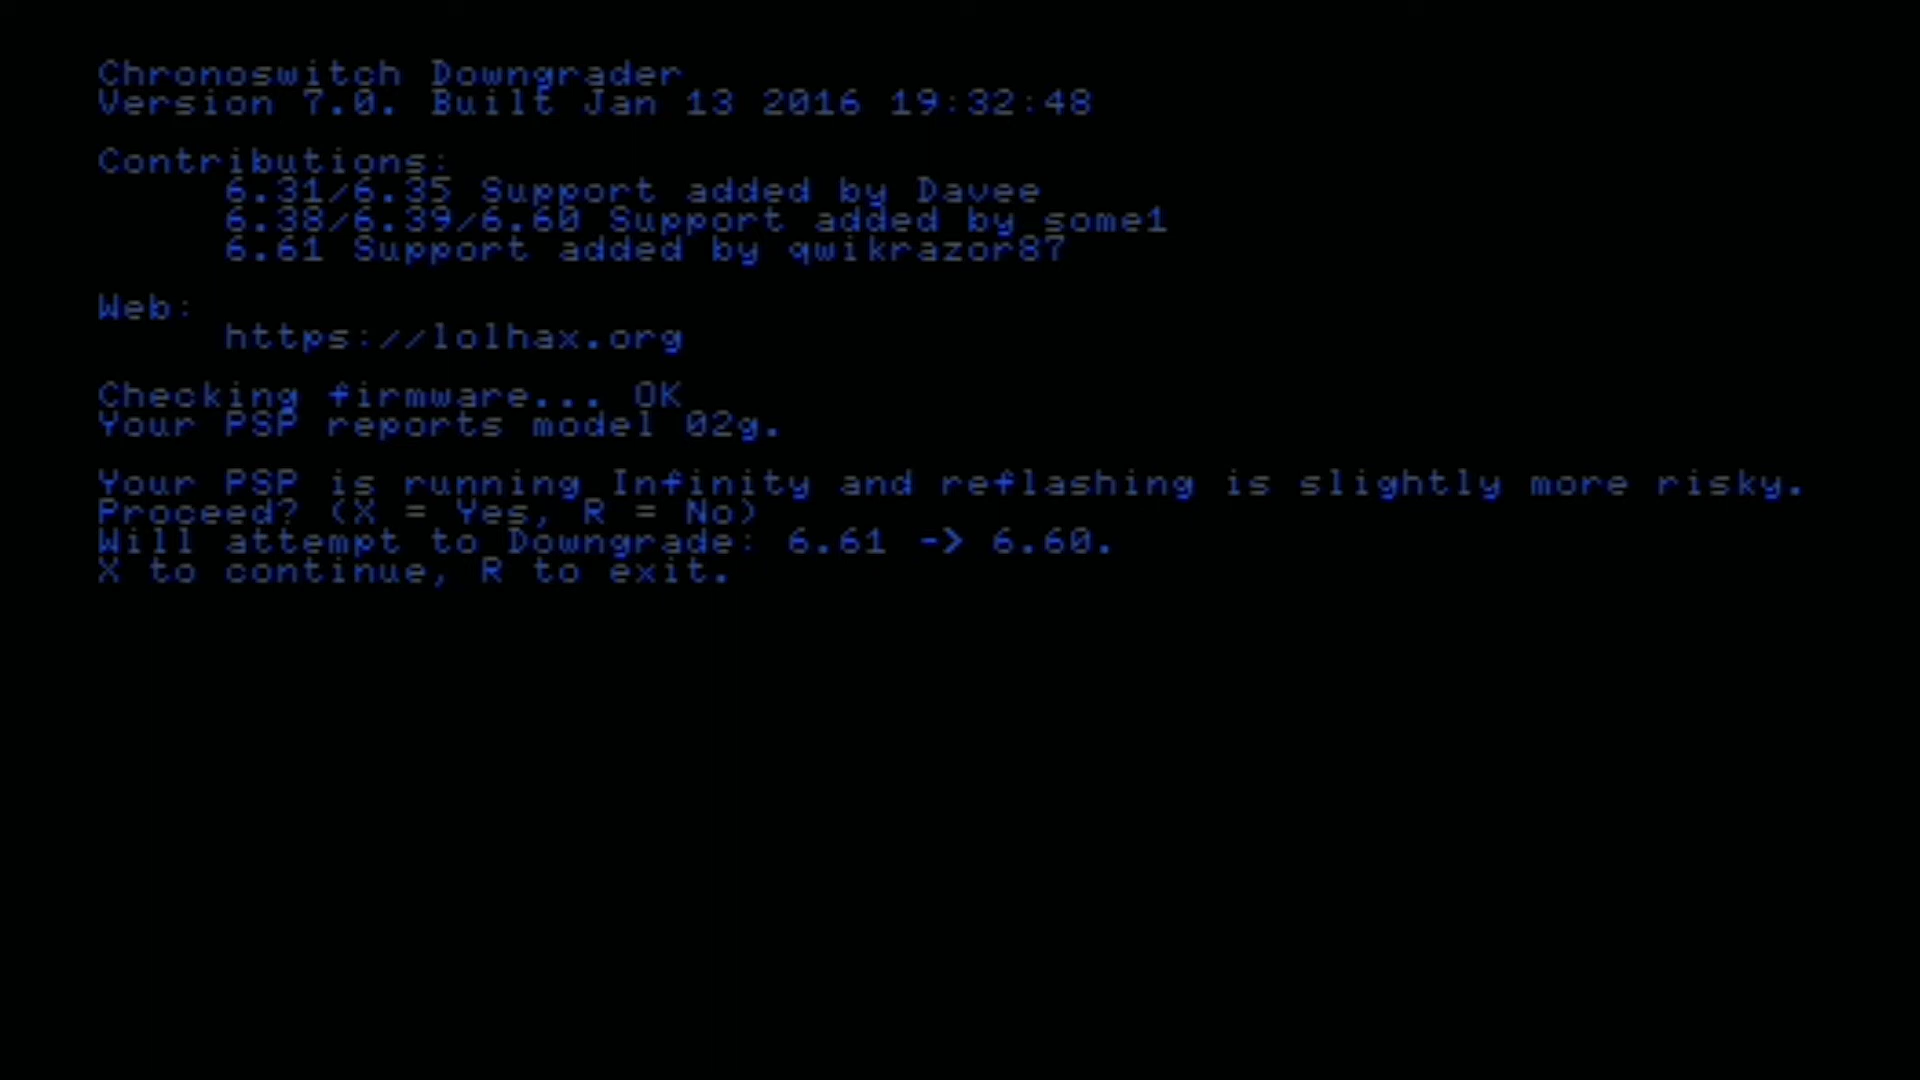 Chronoswitch Downgrader
Version 7.0. Built Jan 13 2016 19:32:48
Contributions:
6.31/6.35 Support added by Davee
6.38/6.39/6.60 Support added by some1
6.61 Support added by qwikrazor87
Web:
https://lolhax.org
Checking firmware... OK
Your PSP reports model 02g.
Your PSP is running Infinity and reflashing is slightly more risky.
Proceed? (X = Yes, R = No)
Will attempt to Downgrade: 6.61 -> 6.60.
X to continue, R to exit.